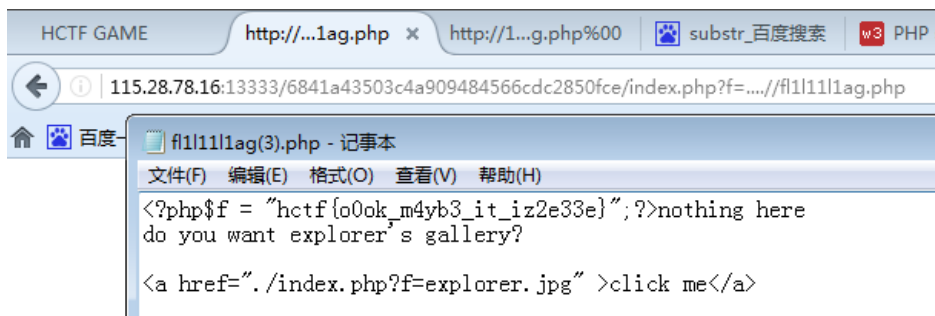 HCTF GAME http://...1ag.php × http://1...g.php%00 substr_百度搜索 w3 PHP
115.28.78.16:13333/6841a43503c4a909484566cdc2850fce/index.php?f=....//fl1l11l1ag.php
百度一 fl1l11l1ag(3).php - 记事本
文件(F) 编辑(E) 格式(O) 查看(V) 帮助(H)
<?php$f = "hctf{o0ok_m4yb3_it_iz2e33e}";?>nothing here
do you want explorer's gallery?
<a href="./index.php?f=explorer.jpg" >click me</a>